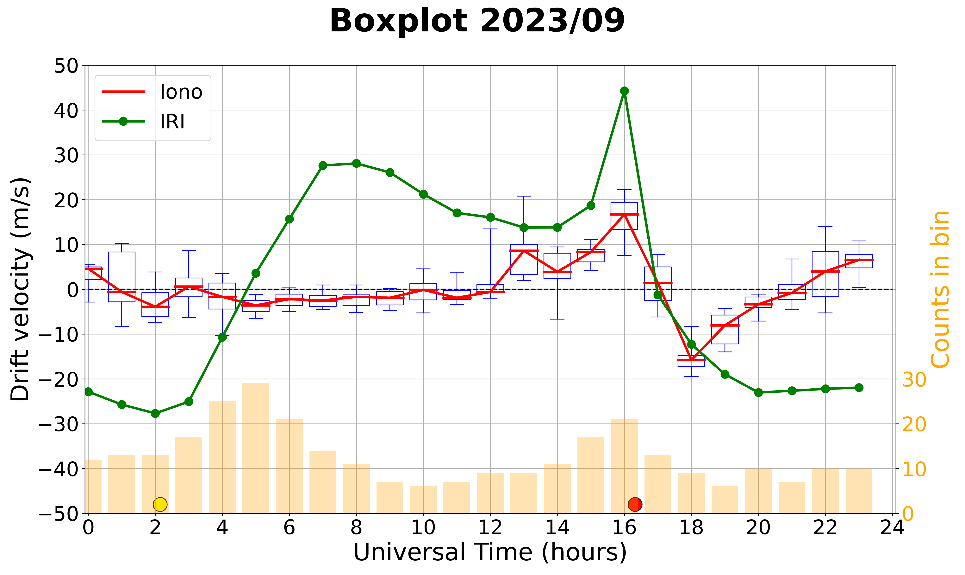 Boxplot 2023/09
Iono
IRI
Drift velocity (m/s)
50
40
30
20
10
0
−10
−20
−30
−40
−50
30
20
10
0
Counts in bin
0 2 4 6 8 10 12 14 16 18 20 22 24
Universal Time (hours)